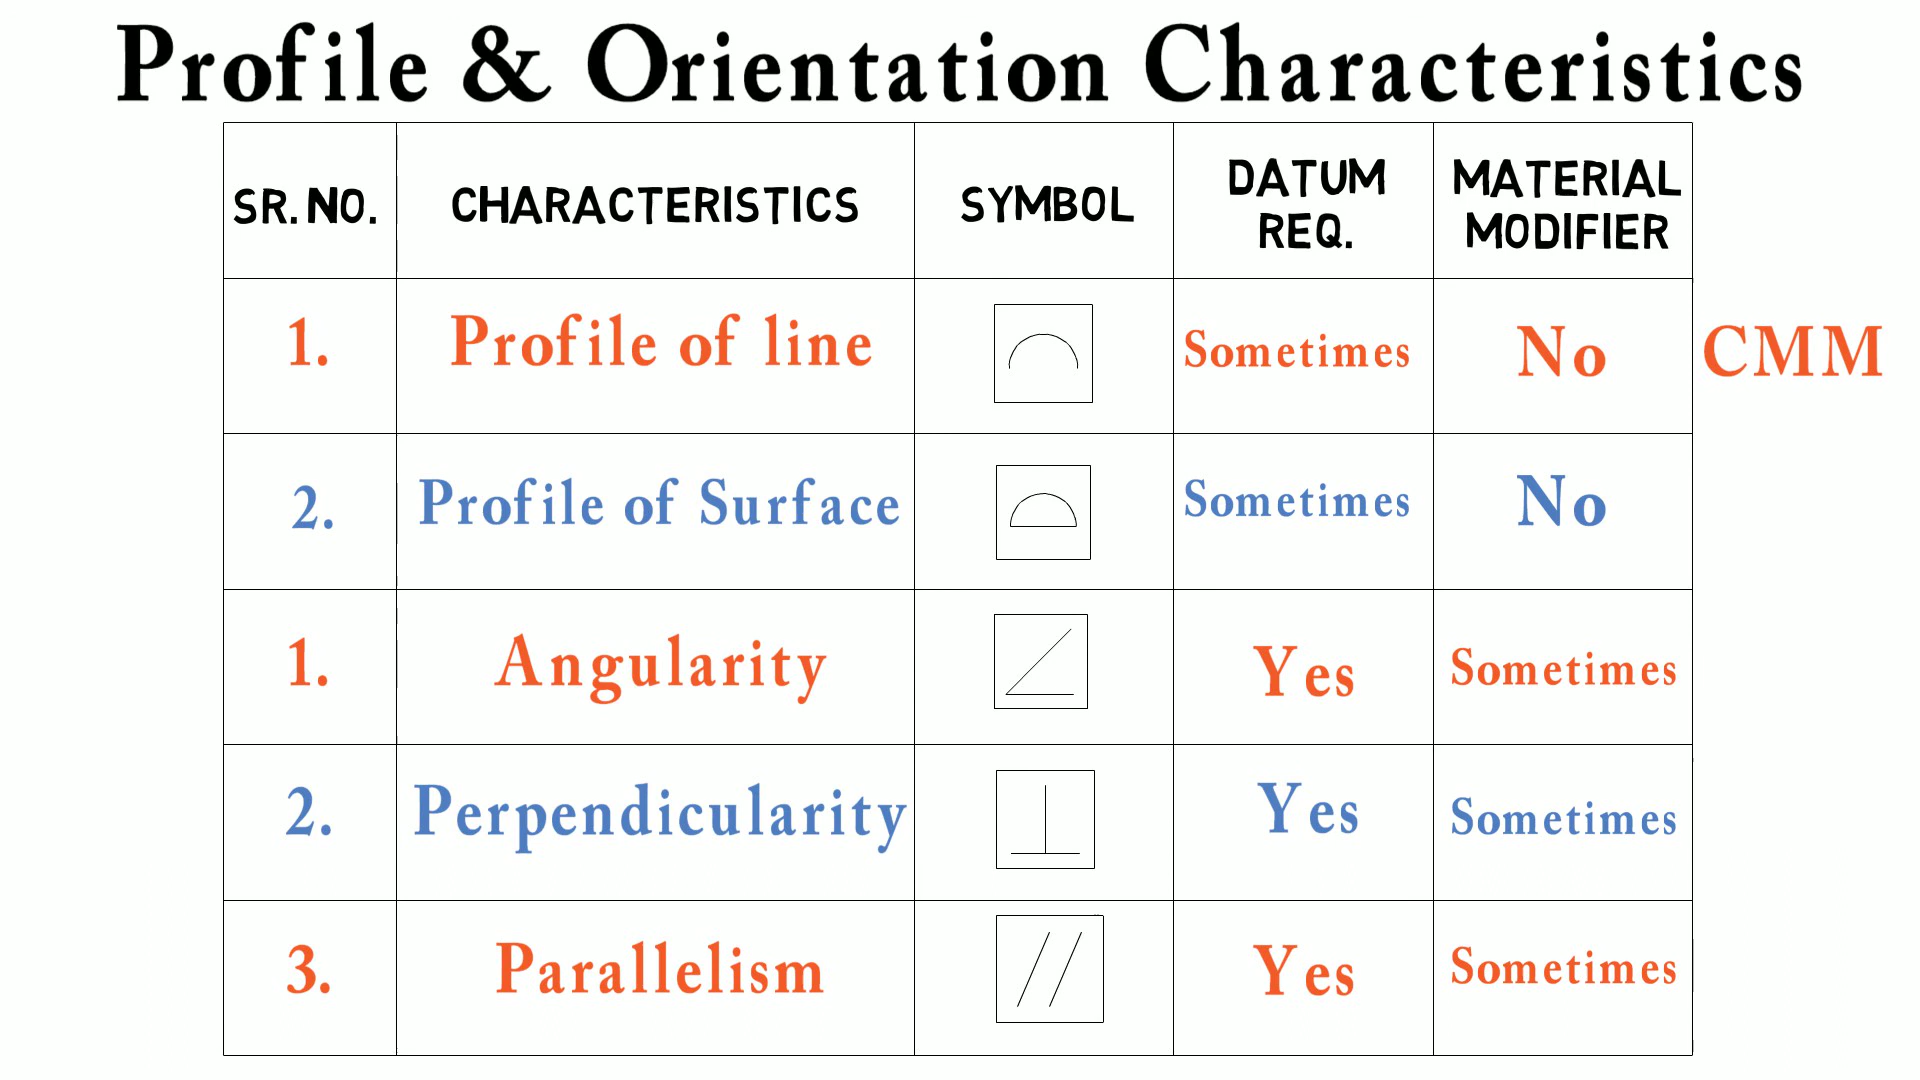 Profile & Orientation Characteristics
SR. NO. CHARACTERISTICS SYMBOL DATUM REQ. MATERIAL MODIFIER
1. Profile of line Sometimes No CMM
2. Profile of Surface Sometimes No
1. Angularity Yes Sometimes
2. Perpendicularity Yes Sometimes
3. Parallelism Yes Sometimes